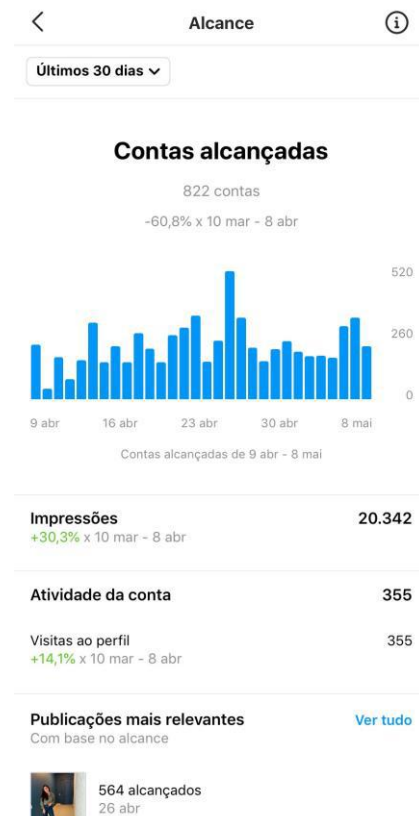 Alcance
Últimos 30 dias
Contas alcançadas
822 contas
-60,8% x 10 mar - 8 abr
520
260
0
9 abr 16 abr 23 abr 30 abr 8 mai
Contas alcançadas de 9 abr - 8 mai
Impressões 20.342
+30,3% x 10 mar - 8 abr
Atividade da conta 355
Visitas ao perfil 355
+14,1% x 10 mar - 8 abr
Publicações mais relevantes Ver tudo
Com base no alcance
564 alcançados
26 abr